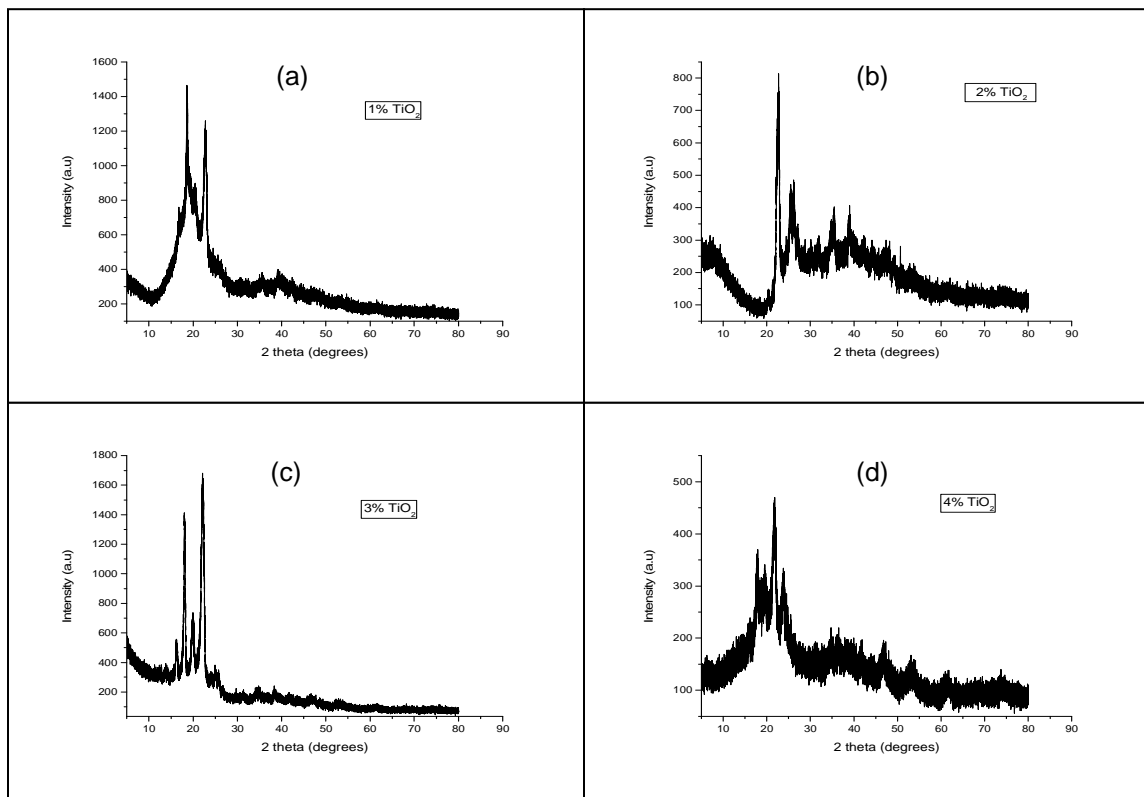 (a)
1% TiO₂
Intensity (a.u)
1600
1400
1200
1000
800
600
400
200
10 20 30 40 50 60 70 80 90
2 theta (degrees)
(b)
2% TiO₂
Intensity (a.u)
800
700
600
500
400
300
200
100
10 20 30 40 50 60 70 80 90
2 theta (degrees)
(c)
3% TiO₂
Intensity (a.u)
1800
1600
1400
1200
1000
800
600
400
200
10 20 30 40 50 60 70 80 90
2 theta (degrees)
(d)
4% TiO₂
Intensity (a.u)
500
400
300
200
100
10 20 30 40 50 60 70 80 90
2 theta (degrees)